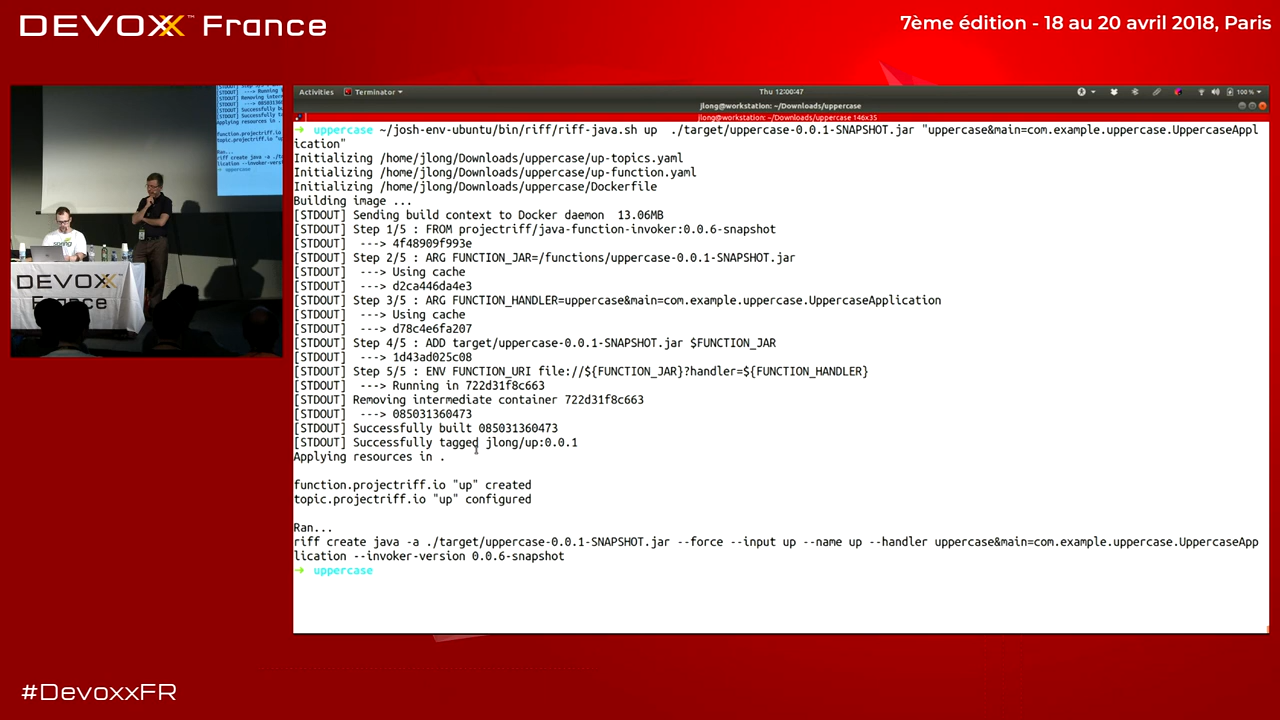 DEVOXX™ France
7ème édition - 18 au 20 avril 2018, Paris
Activities Terminator Thu 12:00:47 100 %
jlong@workstation: ~/Downloads/uppercase
jlong@workstation: ~/Downloads/uppercase 146x35
➜ uppercase ~/josh-env-ubuntu/bin/riff/riff-java.sh up ./target/uppercase-0.0.1-SNAPSHOT.jar "uppercase&main=com.example.uppercase.UppercaseAppl
ication"
Initializing /home/jlong/Downloads/uppercase/up-topics.yaml
Initializing /home/jlong/Downloads/uppercase/up-function.yaml
Initializing /home/jlong/Downloads/uppercase/Dockerfile
Building image ...
[STDOUT] Sending build context to Docker daemon 13.06MB
[STDOUT] Step 1/5 : FROM projectriff/java-function-invoker:0.0.6-snapshot
[STDOUT] ---> 4f48909f993e
[STDOUT] Step 2/5 : ARG FUNCTION_JAR=/functions/uppercase-0.0.1-SNAPSHOT.jar
[STDOUT] ---> Using cache
[STDOUT] ---> d2ca446da4e3
[STDOUT] Step 3/5 : ARG FUNCTION_HANDLER=uppercase&main=com.example.uppercase.UppercaseApplication
[STDOUT] ---> Using cache
[STDOUT] ---> d78c4e6fa207
[STDOUT] Step 4/5 : ADD target/uppercase-0.0.1-SNAPSHOT.jar $FUNCTION_JAR
[STDOUT] ---> 1d43ad025c08
[STDOUT] Step 5/5 : ENV FUNCTION_URI file://${FUNCTION_JAR}?handler=${FUNCTION_HANDLER}
[STDOUT] ---> Running in 722d31f8c663
[STDOUT] Removing intermediate container 722d31f8c663
[STDOUT] ---> 085031360473
[STDOUT] Successfully built 085031360473
[STDOUT] Successfully tagged jlong/up:0.0.1
Applying resources in .
function.projectriff.io "up" created
topic.projectriff.io "up" configured
Ran...
riff create java -a ./target/uppercase-0.0.1-SNAPSHOT.jar --force --input up --name up --handler uppercase&main=com.example.uppercase.UppercaseApp
lication --invoker-version 0.0.6-snapshot
➜ uppercase
spring
DEVOXX
France
#DevoxxFR